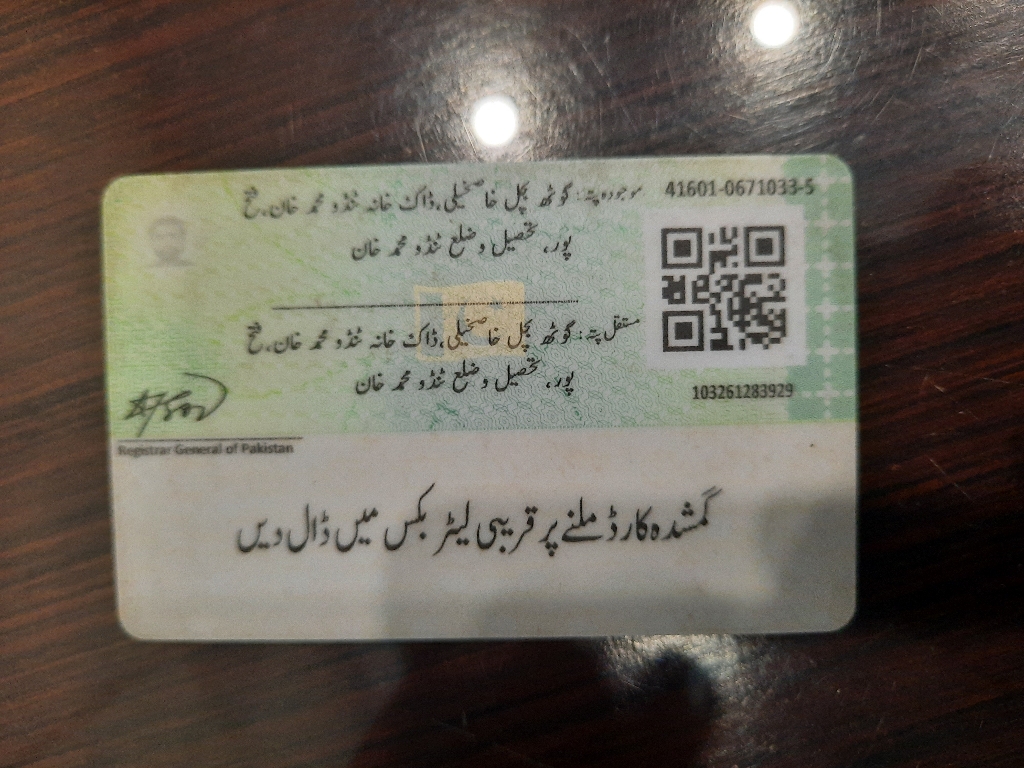 41601-0671033-5
موجودہ پتہ: گوٹھ بچل خاصخیلی، ڈاک خانہ ٹنڈو محمد خان، فتح
پور، تحصیل و ضلع ٹنڈو محمد خان
مستقل پتہ: گوٹھ بچل خاصخیلی، ڈاک خانہ ٹنڈو محمد خان، فتح
پور، تحصیل و ضلع ٹنڈو محمد خان
103261283929
Registrar General of Pakistan
گمشدہ کارڈ ملنے پر قریبی لیٹر بکس میں ڈال دیں